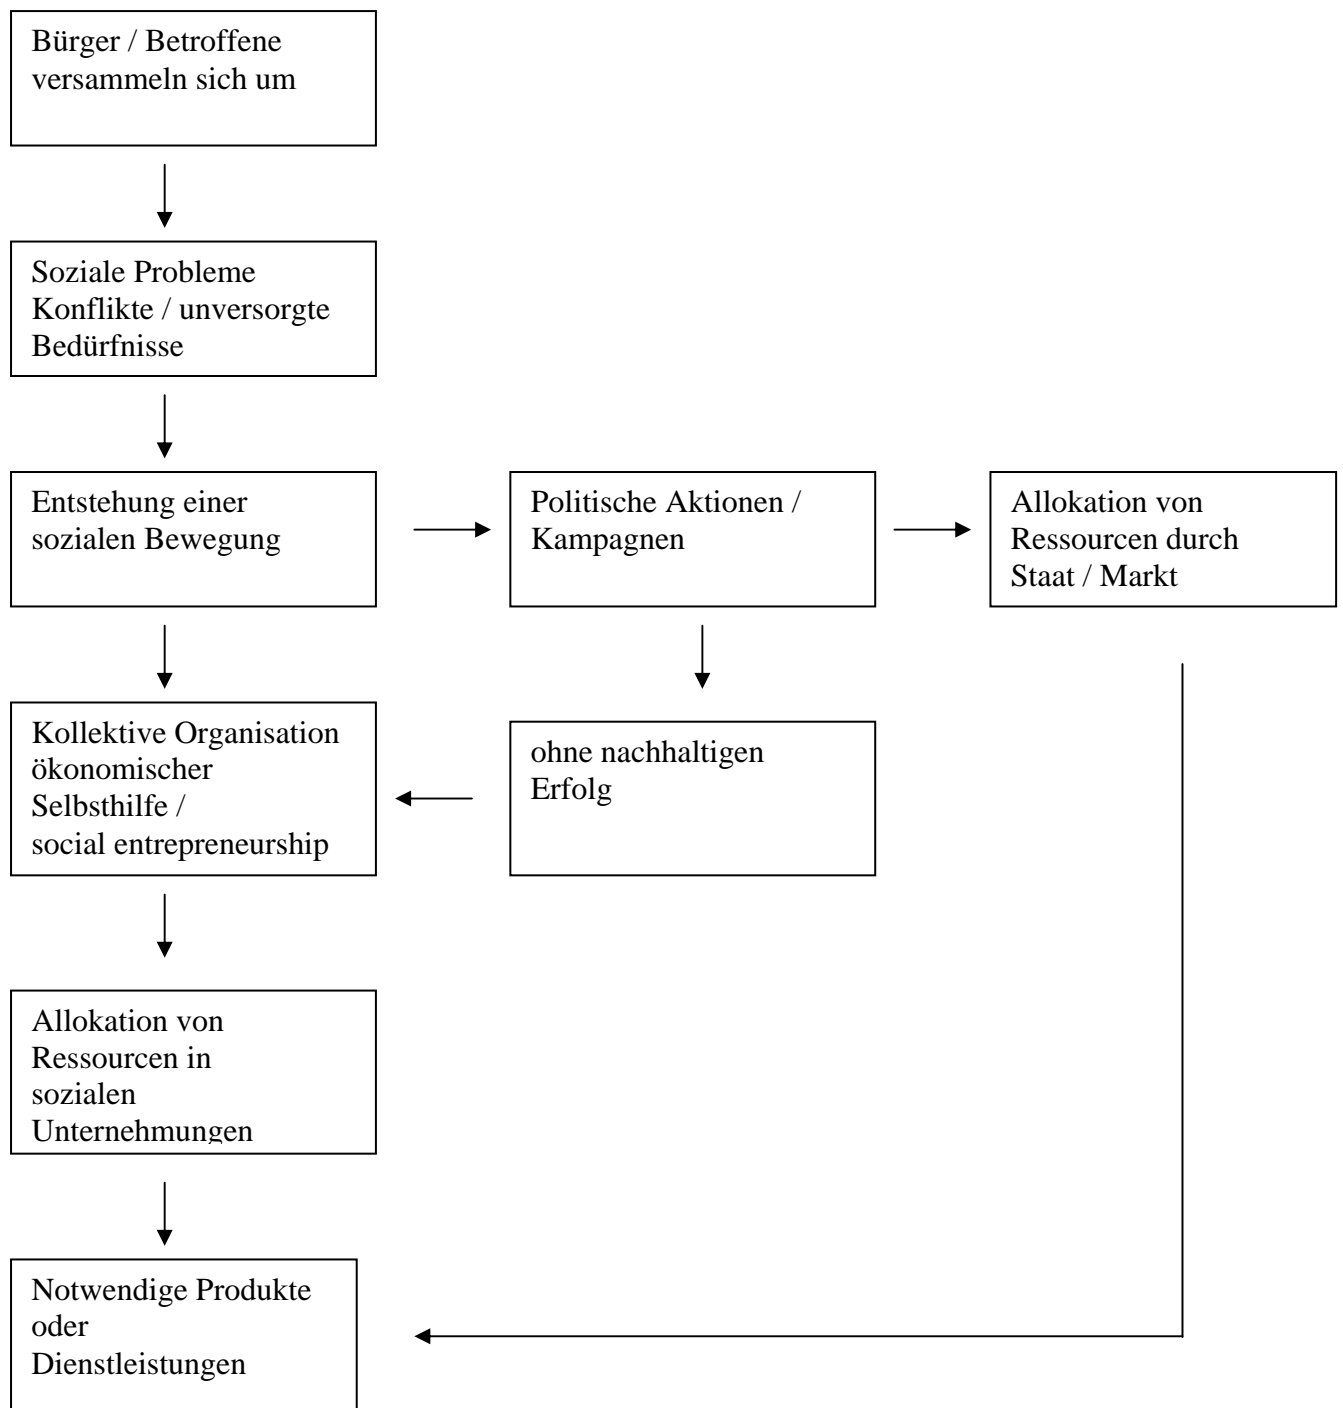 Bürger / Betroffene
versammeln sich um
Soziale Probleme
Konflikte / unversorgte
Bedürfnisse
Entstehung einer
sozialen Bewegung
Politische Aktionen /
Kampagnen
Allokation von
Ressourcen durch
Staat / Markt
Kollektive Organisation
ökonomischer
Selbsthilfe /
social entrepreneurship
ohne nachhaltigen
Erfolg
Allokation von
Ressourcen in
sozialen
Unternehmungen
Notwendige Produkte
oder
Dienstleistungen